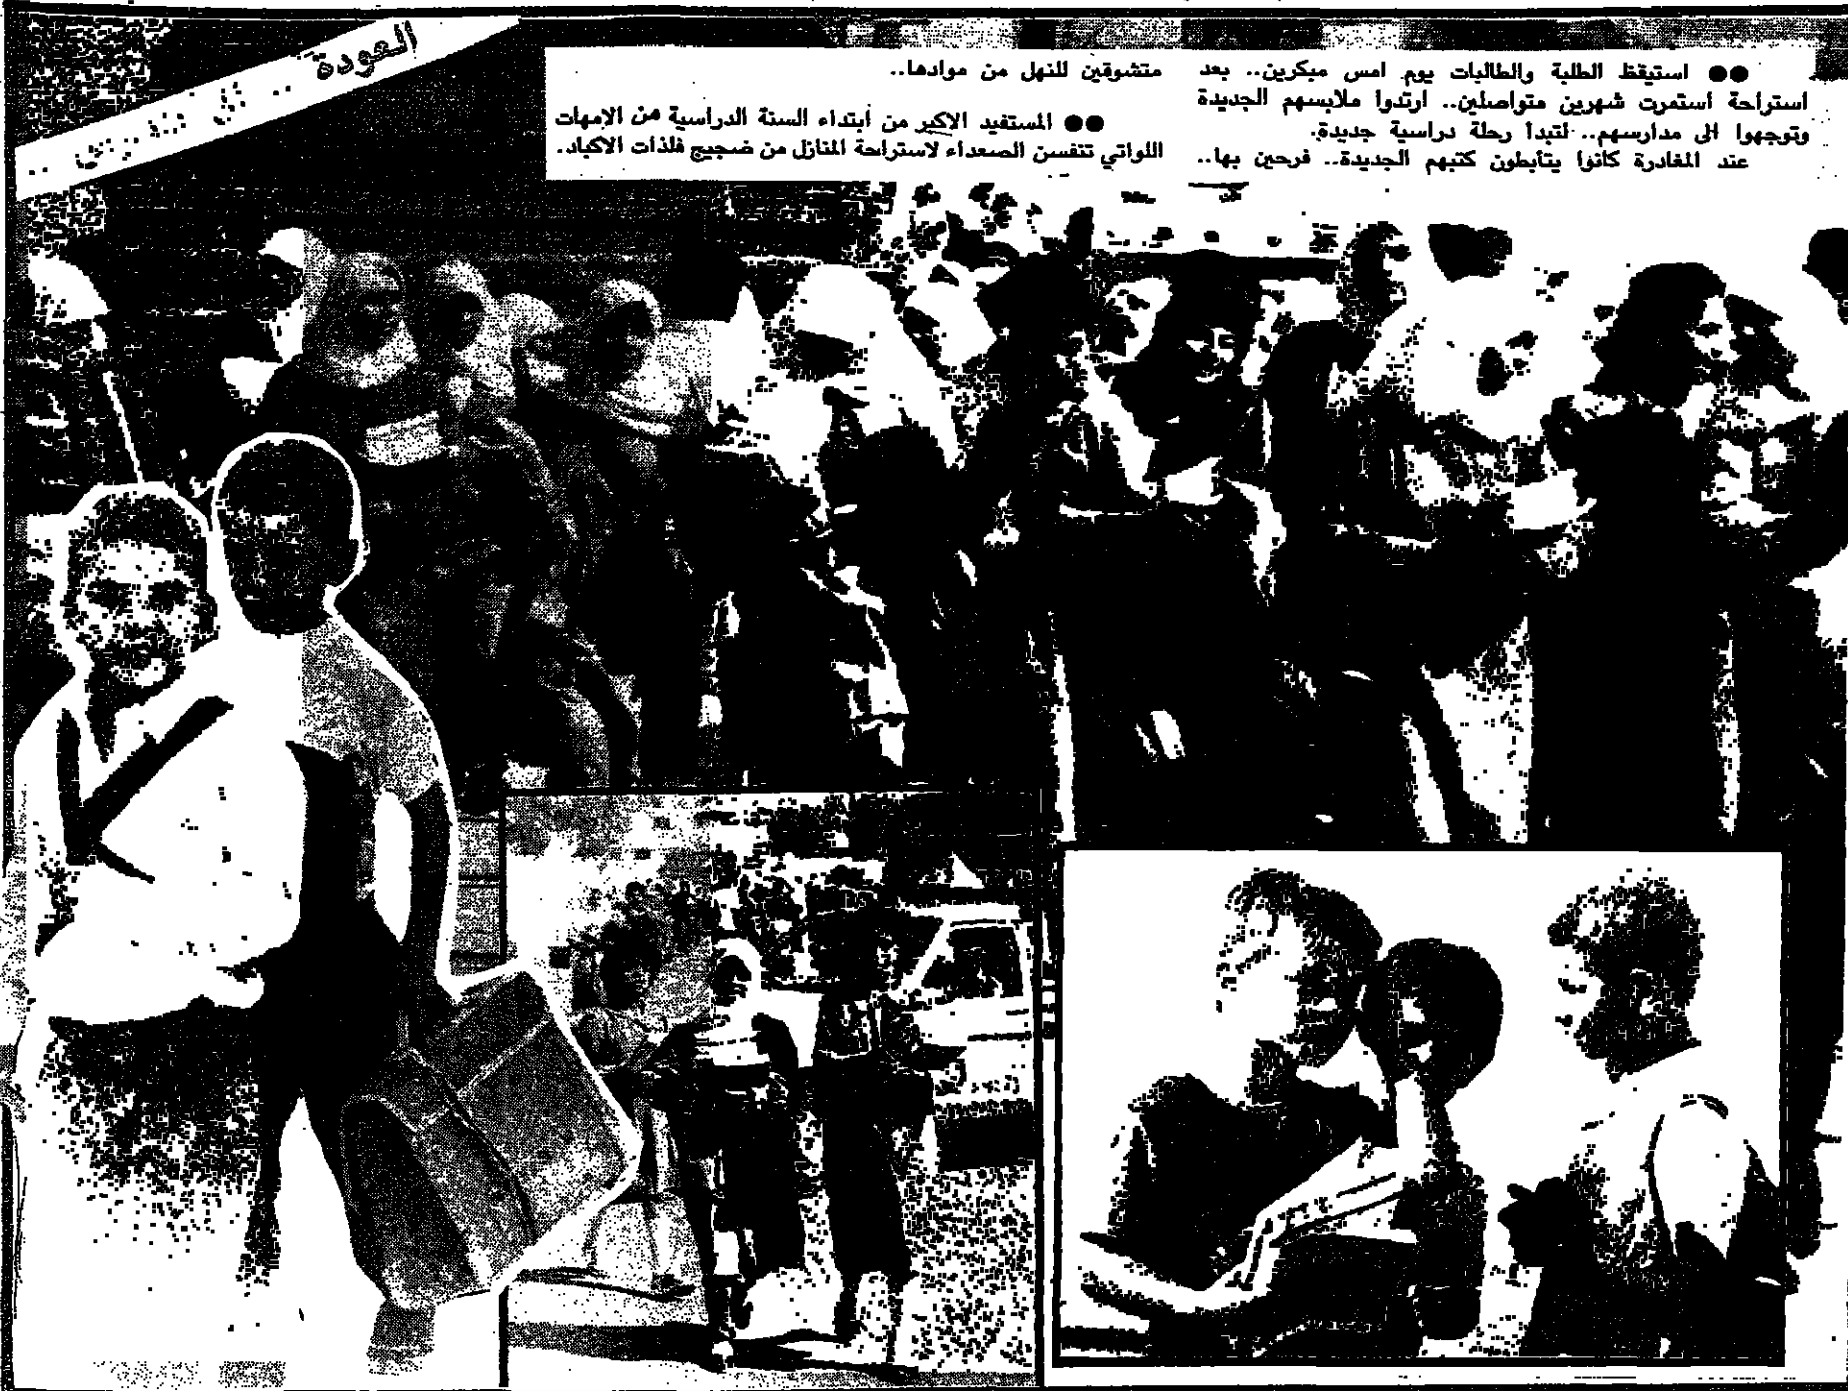 العودة ..
●● استيقظ الطلبة والطالبات يوم امس مبكرين.. بعد
استراحة استمرت شهرين متواصلين.. ارتدوا ملابسهم الجديدة
وتوجهوا الى مدارسهم.. لتبدأ رحلة دراسية جديدة.
عند المغادرة كانوا يتأبطون كتبهم الجديدة.. فرحين بها..
متشوقين للنهل من موادها..
●● المستفيد الاكبر من ابتداء السنة الدراسية من الامهات
اللواتي تتفسن الصعداء لاستراحة المنازل من ضجيج فلذات الاكباد.